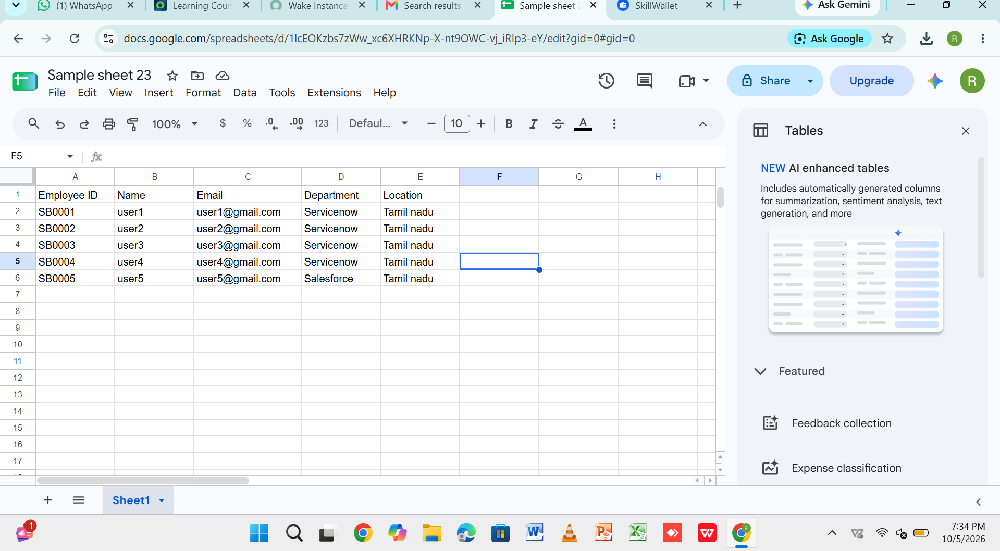 (1) WhatsApp
Learning Cour
Wake Instance
Search results
Sample sheet 2
SkillWallet
Ask Gemini
docs.google.com/spreadsheets/d/1lcEOKzbs7zWw_xc6XHRKNp-X-nt9OWC-vj_iRIp3-eY/edit?gid=0#gid=0
Ask Google
R
Sample sheet 23
File Edit View Insert Format Data Tools Extensions Help
Share
Upgrade
R
100%
$ % .0 .00 123
Defaul...
10
B I S A
Tables
F5
fx
NEW AI enhanced tables
Includes automatically generated columns
for summarization, sentiment analysis, text
generation, and more
A B C D E F G H
1 Employee ID Name Email Department Location
2 SB0001 user1 user1@gmail.com Servicenow Tamil nadu
3 SB0002 user2 user2@gmail.com Servicenow Tamil nadu
4 SB0003 user3 user3@gmail.com Servicenow Tamil nadu
5 SB0004 user4 user4@gmail.com Servicenow Tamil nadu
6 SB0005 user5 user5@gmail.com Salesforce Tamil nadu
7
8
9
10
11
12
13
14
15
16
17
Featured
Feedback collection
Expense classification
Sheet1
1
7:34 PM
10/5/2026